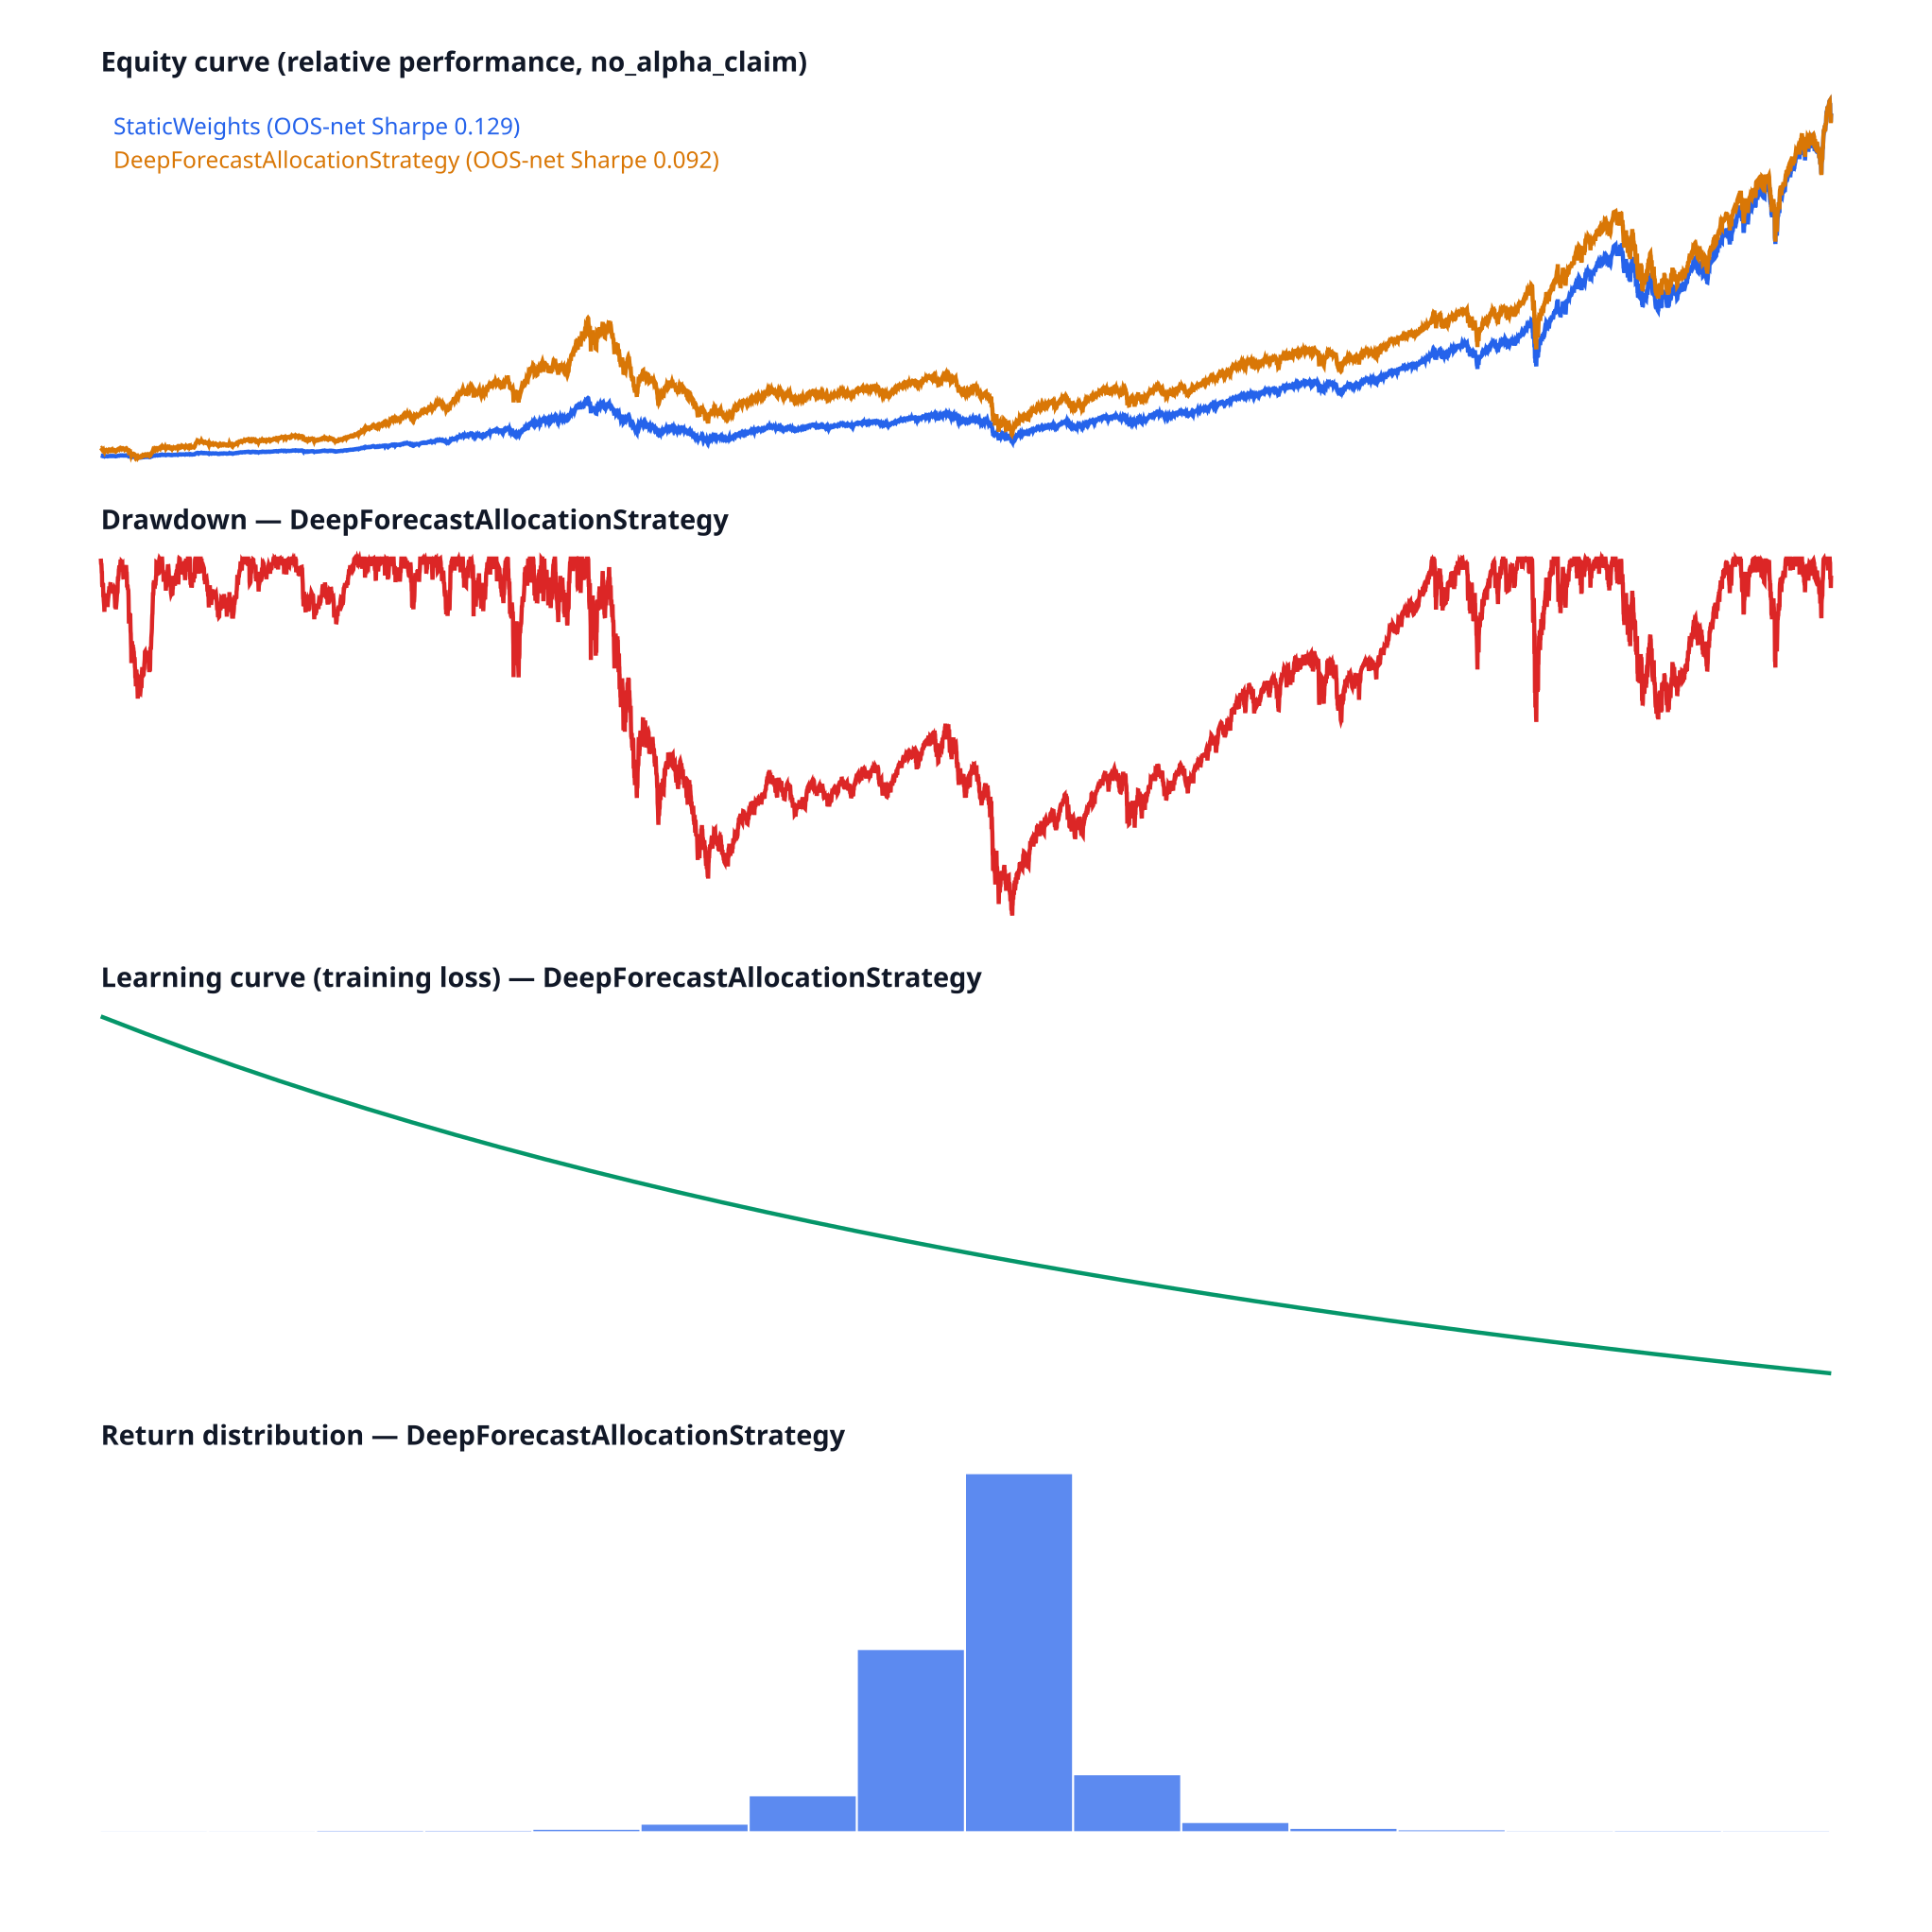 Equity curve (relative performance, no_alpha_claim)
StaticWeights (OOS-net Sharpe 0.129)
DeepForecastAllocationStrategy (OOS-net Sharpe 0.092)
Drawdown — DeepForecastAllocationStrategy
Learning curve (training loss) — DeepForecastAllocationStrategy
Return distribution — DeepForecastAllocationStrategy